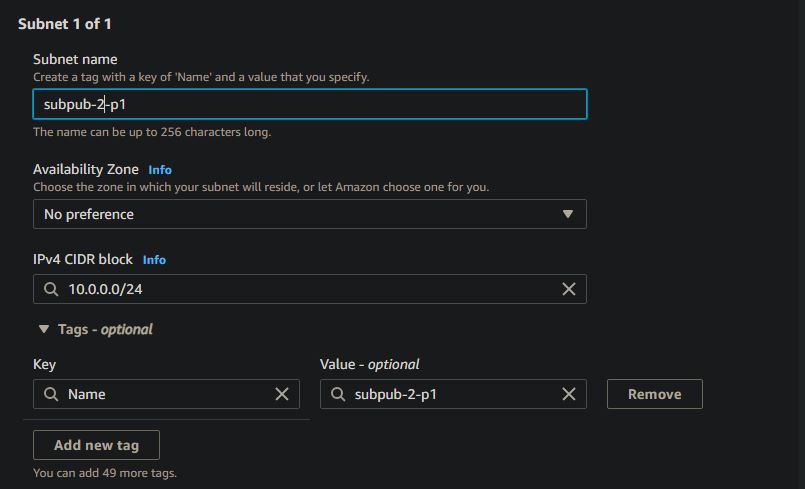 Subnet 1 of 1
Subnet name
Create a tag with a key of 'Name' and a value that you specify.
subpub-2-p1
The name can be up to 256 characters long.
Availability Zone Info
Choose the zone in which your subnet will reside, or let Amazon choose one for you.
No preference
IPv4 CIDR block Info
10.0.0.0/24
Tags - optional
Key Value - optional
Name subpub-2-p1 Remove
Add new tag
You can add 49 more tags.